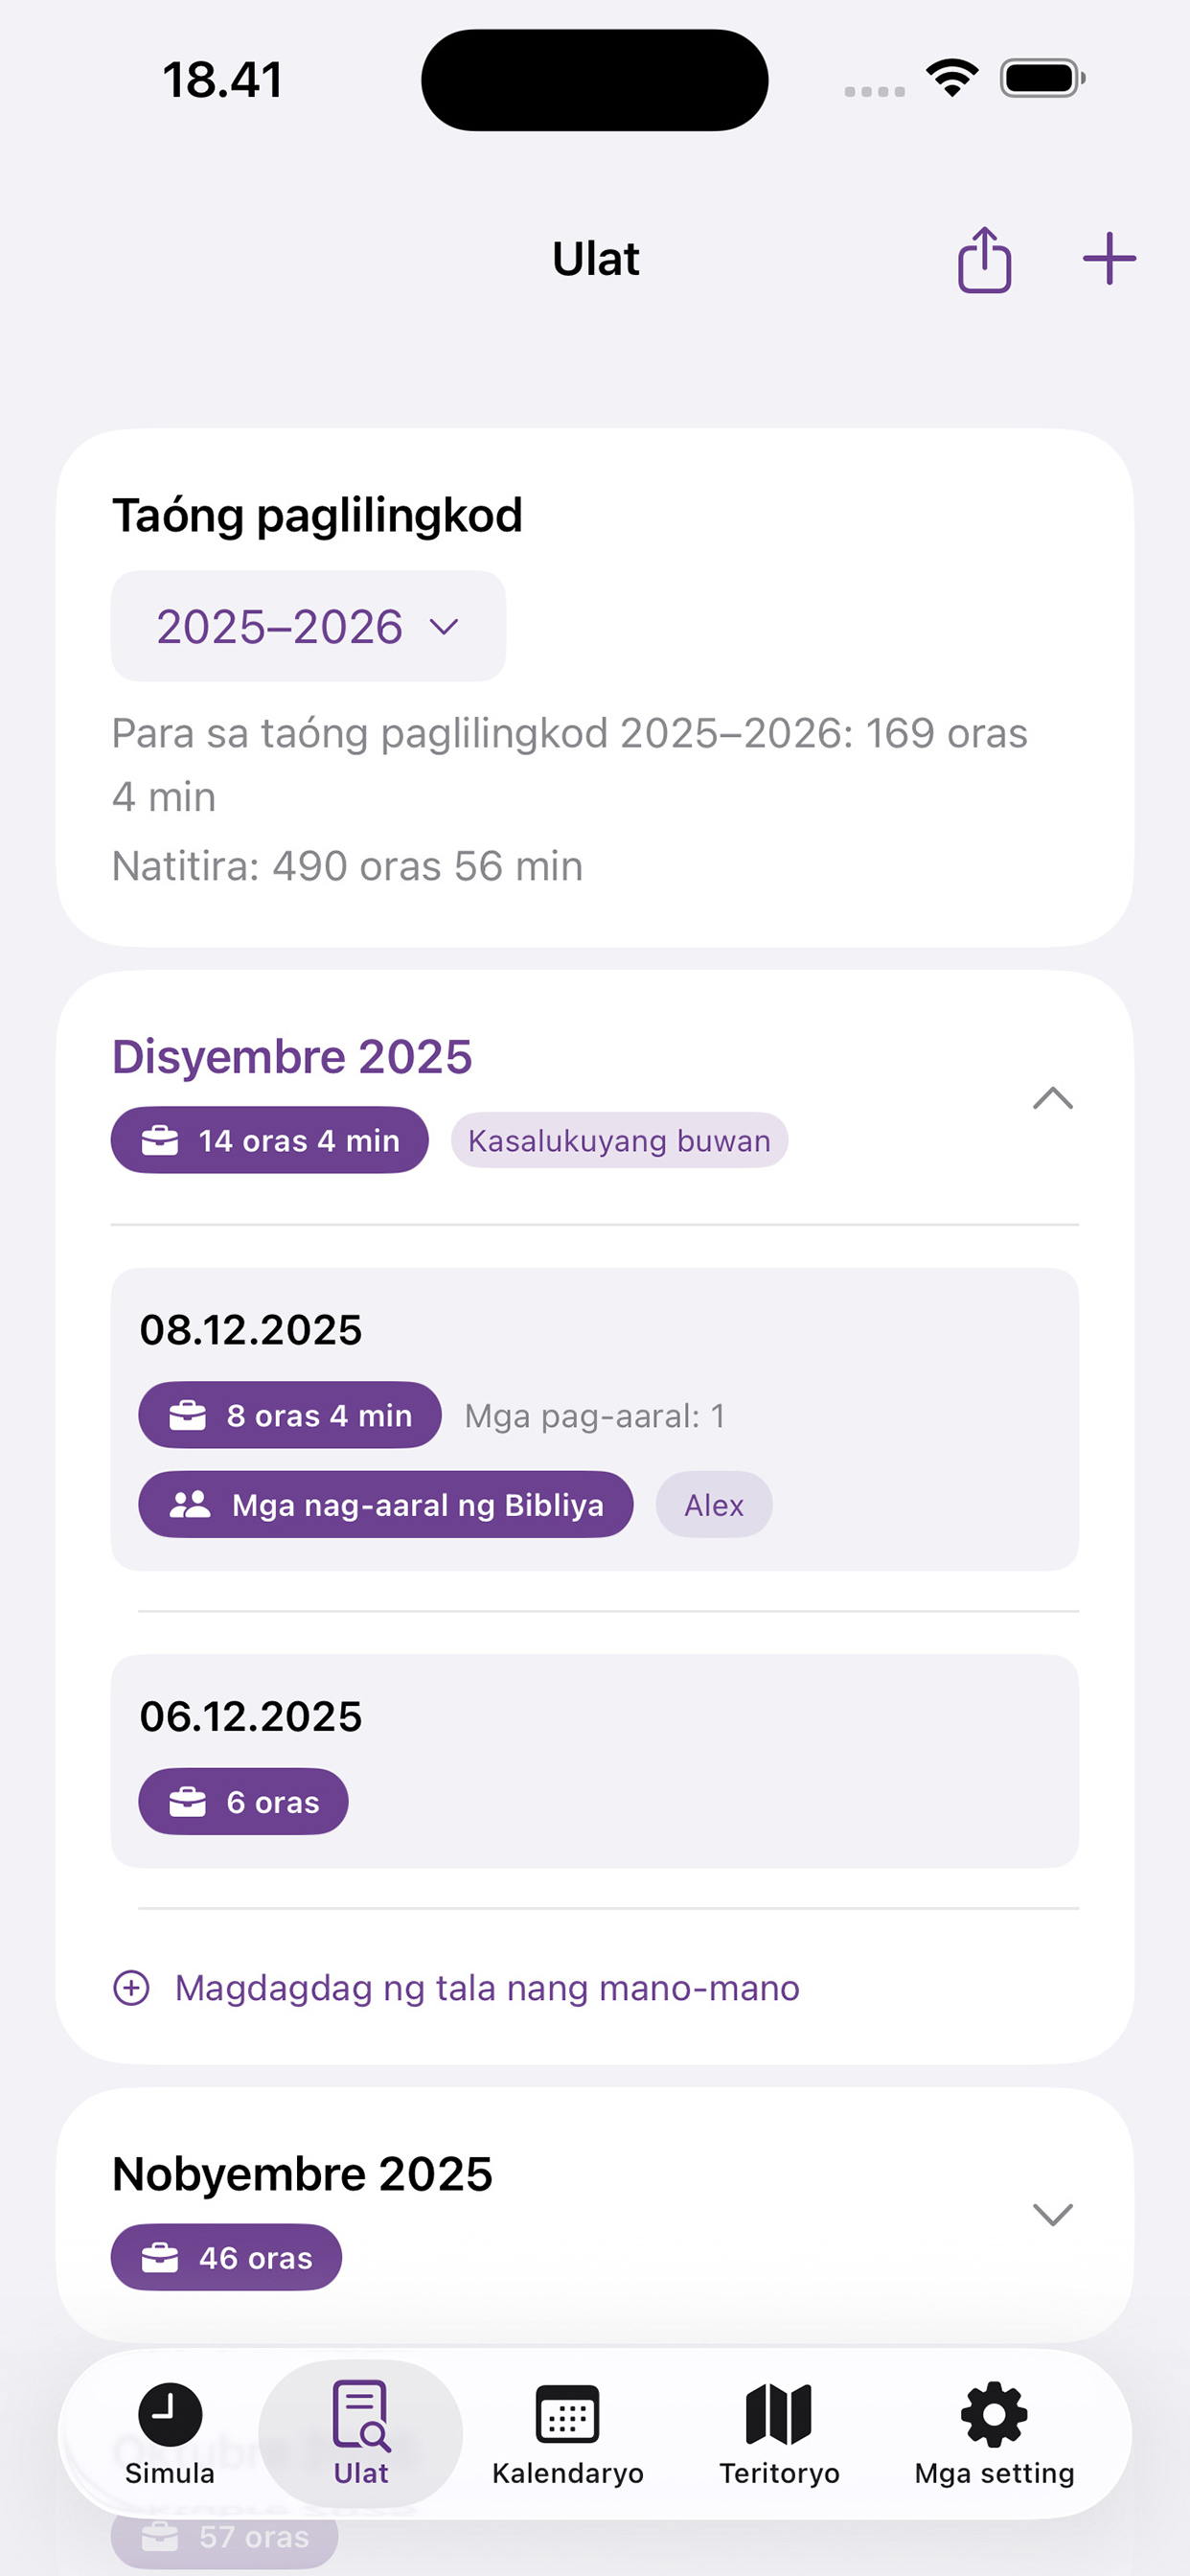 18.41
Ulat
Taóng paglilingkod
2025–2026
Para sa taóng paglilingkod 2025–2026: 169 oras
4 min
Natitira: 490 oras 56 min
Disyembre 2025
14 oras 4 min Kasalukuyang buwan
08.12.2025
8 oras 4 min Mga pag-aaral: 1
Mga nag-aaral ng Bibliya Alex
06.12.2025
6 oras
Magdagdag ng tala nang mano-mano
Nobyembre 2025
46 oras
Simula Ulat Kalendaryo Teritoryo Mga setting
57 oras